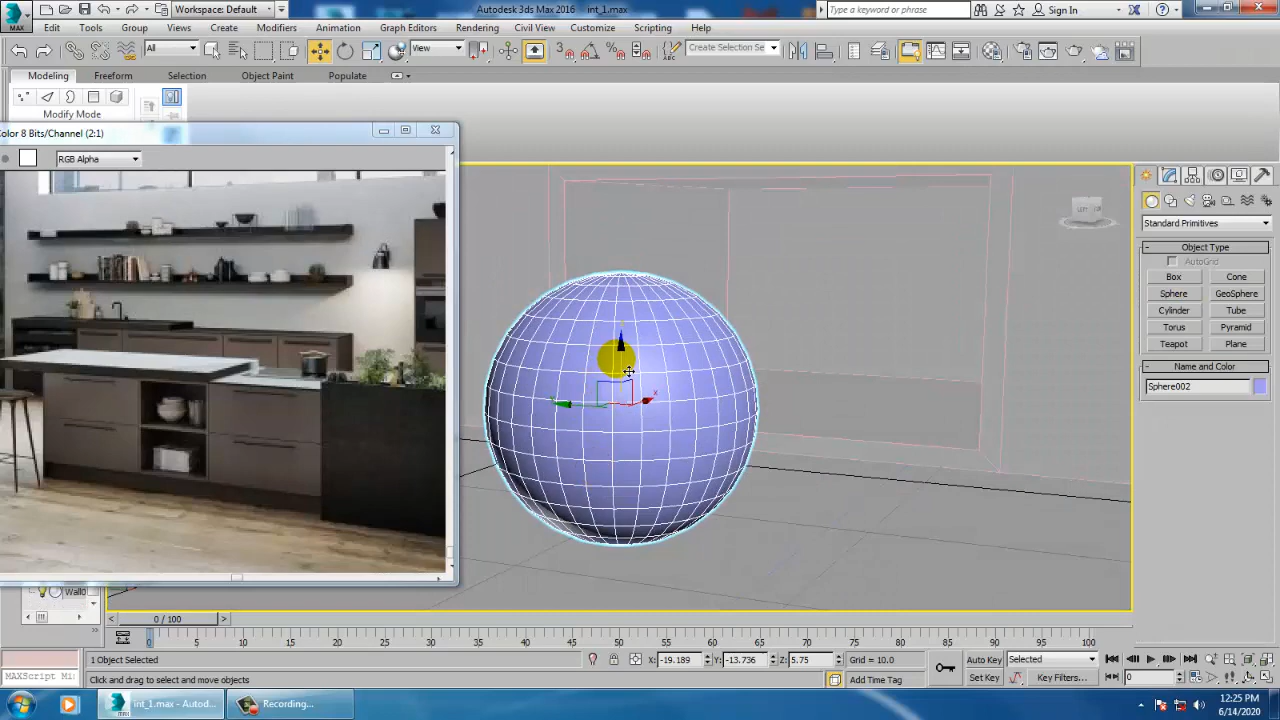 Workspace: Default
Autodesk 3ds Max 2016
int_1.max
Type a keyword or phrase
Sign In
MAX
Edit Tools Group Views Create Modifiers Animation Graph Editors Rendering Civil View Customize Scripting Help
All
View
3
Create Selection Se
Modeling Freeform Selection Object Paint Populate
Modify Mode
Color 8 Bits/Channel (2:1)
RGB Alpha
Standard Primitives
- Object Type
AutoGrid
Box Cone
Sphere GeoSphere
Cylinder Tube
Torus Pyramid
Teapot Plane
- Name and Color
Sphere002
x
0 / 100
0 5 10 15 20 25 30 35 40 45 50 55 60 65 70 75 80 85 90 95 100
1 Object Selected
X: -19.189 Y: -13.736 Z: 5.75
Grid = 10.0
Auto Key Selected
MAXScript Mi
Click and drag to select and move objects
Add Time Tag
Set Key
Key Filters...
0
int_1.max - Autod...
Recording...
12:25 PM
6/14/2020